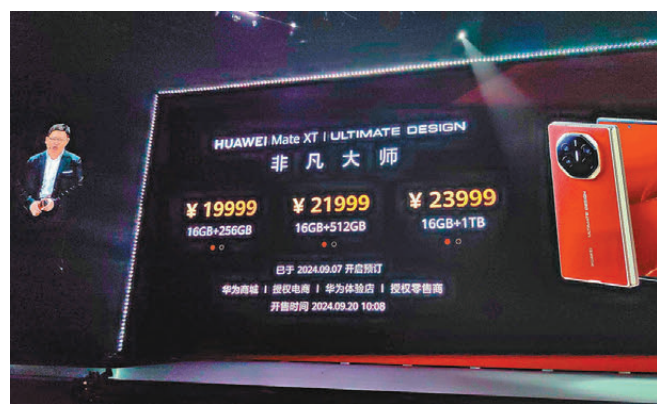 HUAWEI Mate XT | ULTIMATE DESIGN
非凡大师
¥ 19999 ¥ 21999 ¥ 23999
16GB+256GB 16GB+512GB 16GB+1TB
已于 2024.09.07 开启预订
华为商城 | 授权电商 | 华为体验店 | 授权零售商
开售时间 2024.09.20 10:08